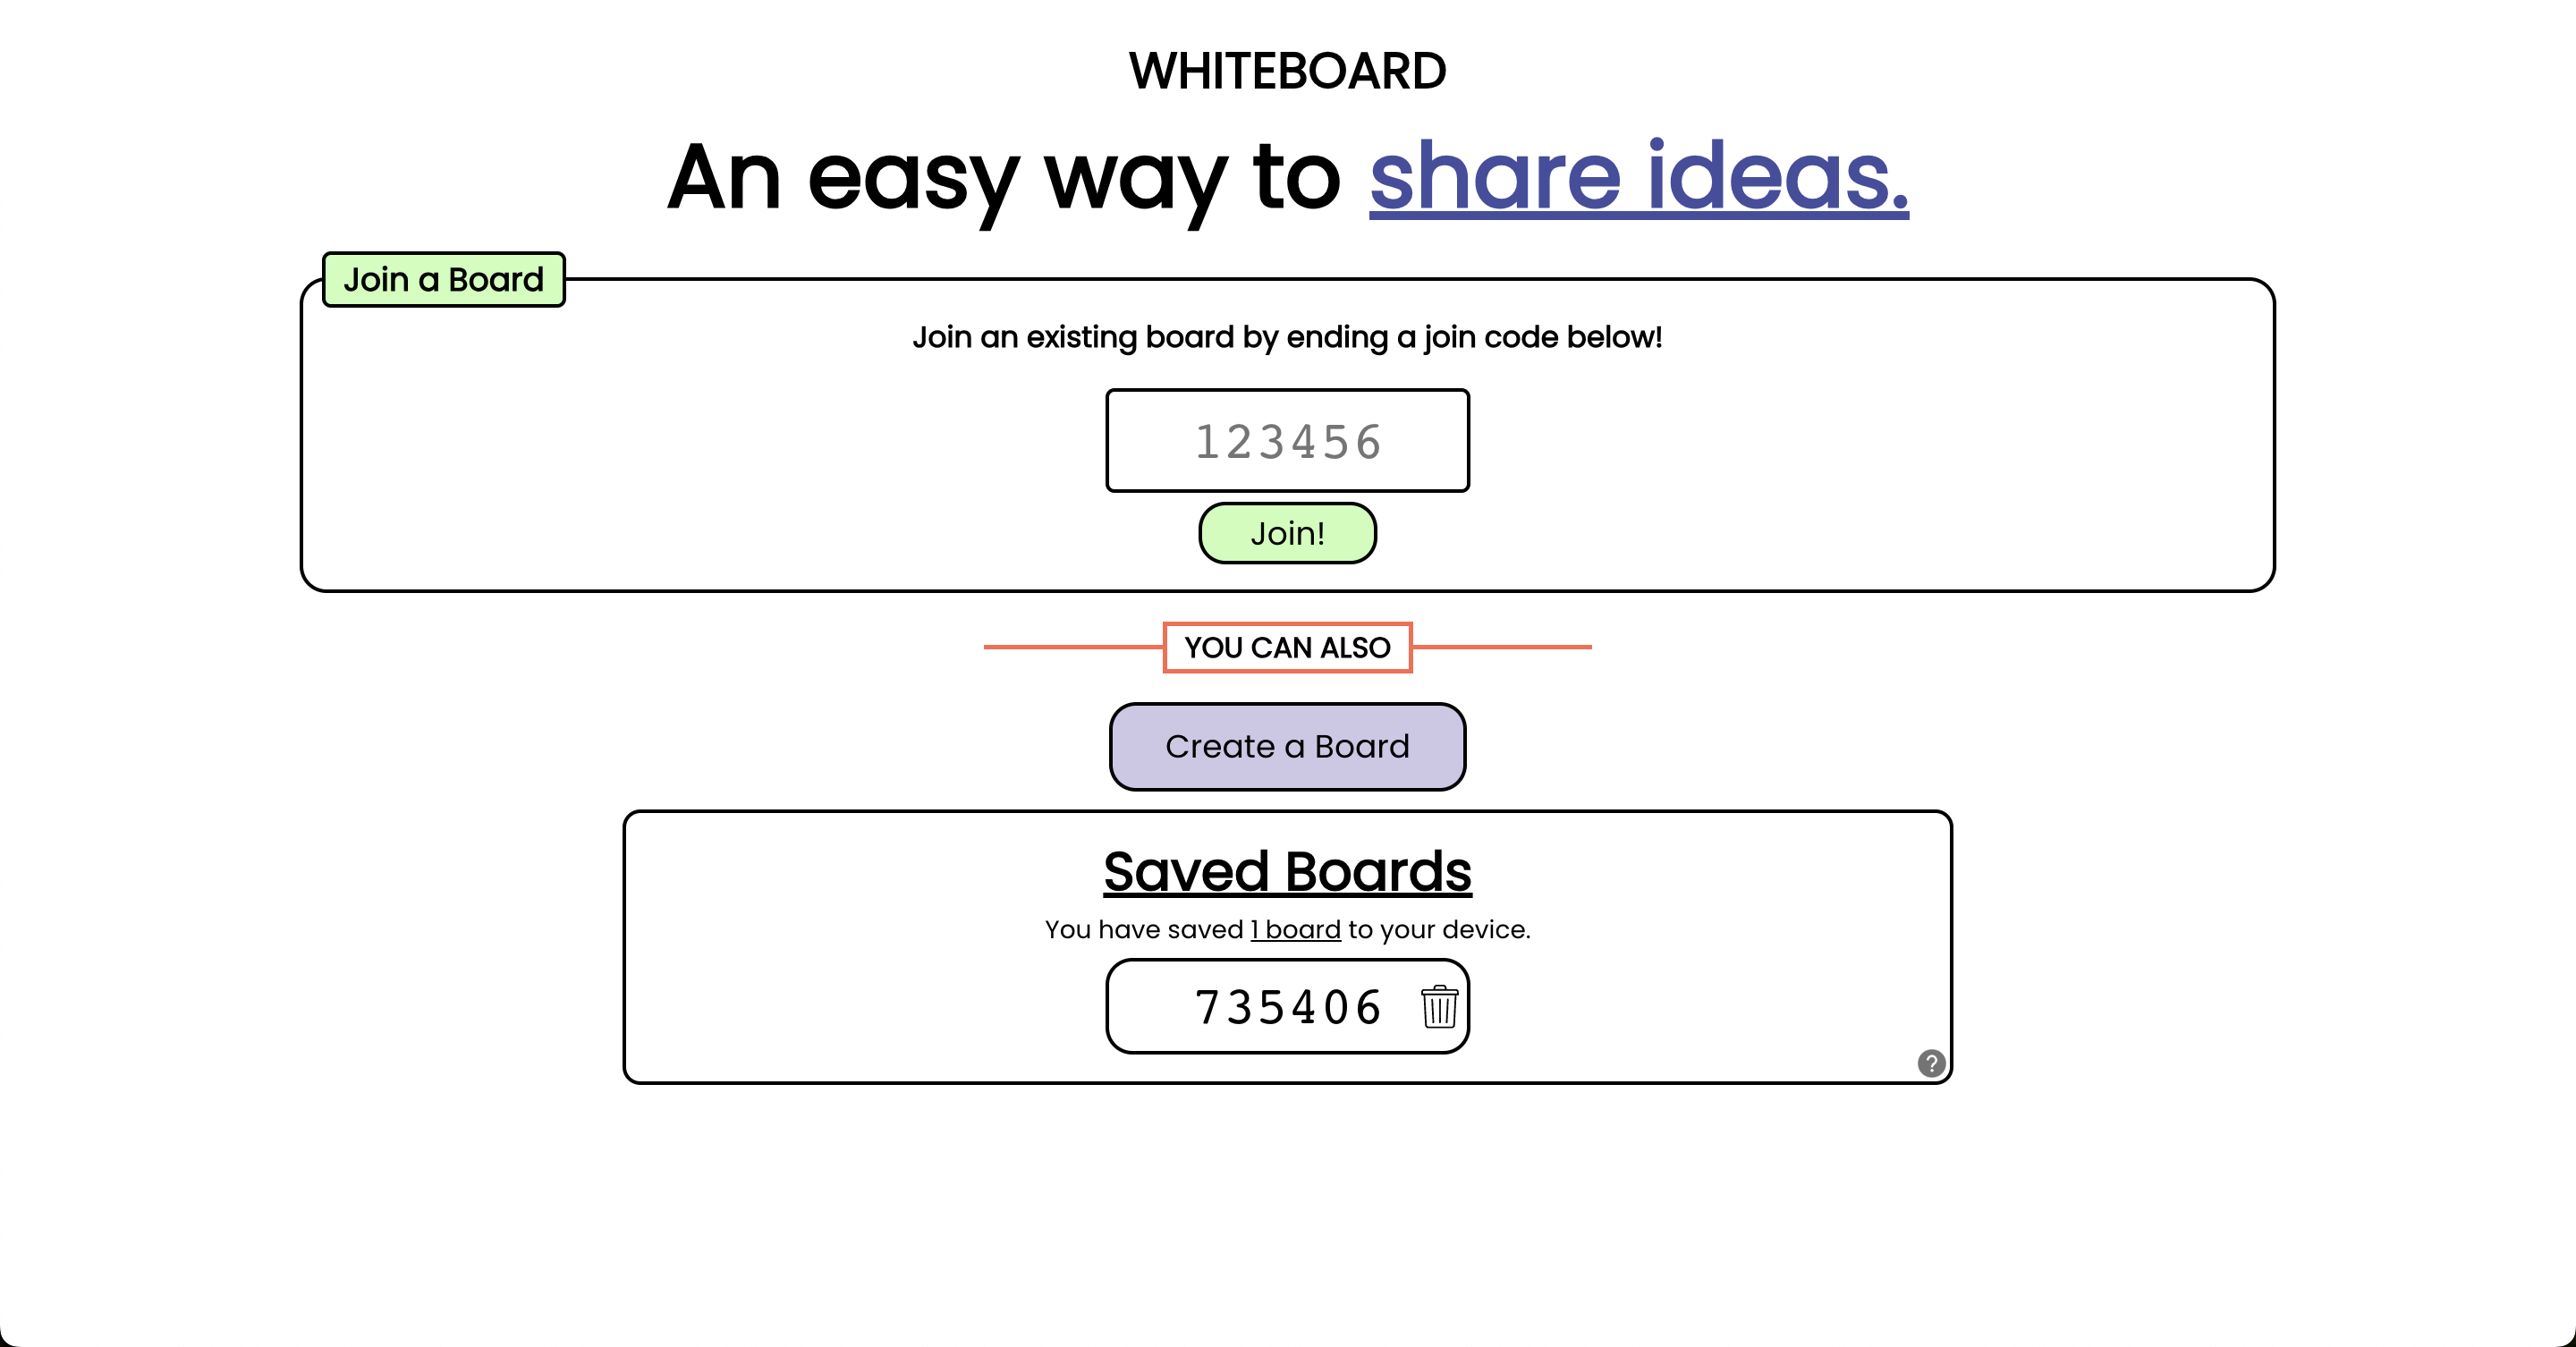 WHITEBOARD
An easy way to share ideas.
Join a Board
Join an existing board by ending a join code below!
123456
Join!
YOU CAN ALSO
Create a Board
Saved Boards
You have saved 1 board to your device.
735406
?